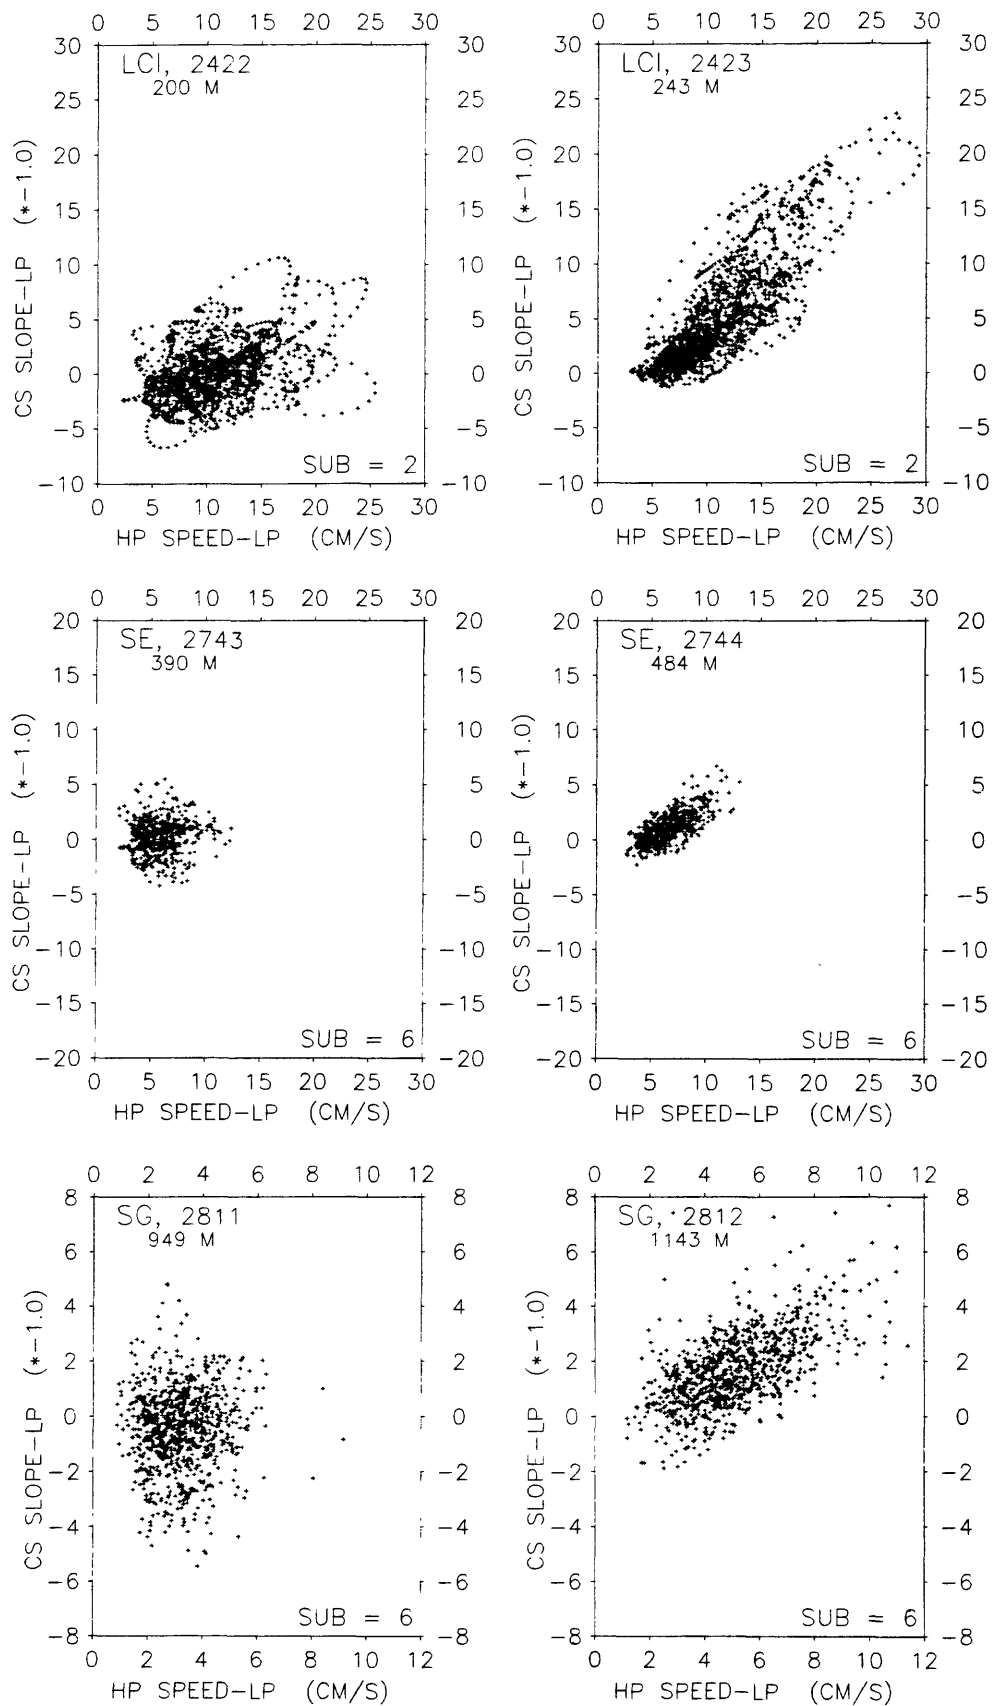 0 5 10 15 20 25 30
LCI, 2422
200 M
30 25 20 15 10 5 0 −5 −10
CS SLOPE−LP (*−1.0)
30 25 20 15 10 5 0 −5 −10
SUB = 2
0 5 10 15 20 25 30
HP SPEED−LP (CM/S)
0 5 10 15 20 25 30
LCI, 2423
243 M
30 25 20 15 10 5 0 −5 −10
CS SLOPE−LP (*−1.0)
30 25 20 15 10 5 0 −5 −10
SUB = 2
0 5 10 15 20 25 30
HP SPEED−LP (CM/S)
0 5 10 15 20 25 30
SE, 2743
390 M
20 15 10 5 0 −5 −10 −15 −20
CS SLOPE−LP (*−1.0)
20 15 10 5 0 −5 −10 −15 −20
SUB = 6
0 5 10 15 20 25 30
HP SPEED−LP (CM/S)
0 5 10 15 20 25 30
SE, 2744
484 M
20 15 10 5 0 −5 −10 −15 −20
CS SLOPE−LP (*−1.0)
20 15 10 5 0 −5 −10 −15 −20
SUB = 6
0 5 10 15 20 25 30
HP SPEED−LP (CM/S)
0 2 4 6 8 10 12
SG, 2811
949 M
8 6 4 2 0 −2 −4 −6 −8
CS SLOPE−LP (*−1.0)
8 6 4 2 0 −2 −4 −6 −8
SUB = 6
0 2 4 6 8 10 12
HP SPEED−LP (CM/S)
0 2 4 6 8 10 12
SG, 2812
1143 M
8 6 4 2 0 −2 −4 −6 −8
CS SLOPE−LP (*−1.0)
8 6 4 2 0 −2 −4 −6 −8
SUB = 6
0 2 4 6 8 10 12
HP SPEED−LP (CM/S)